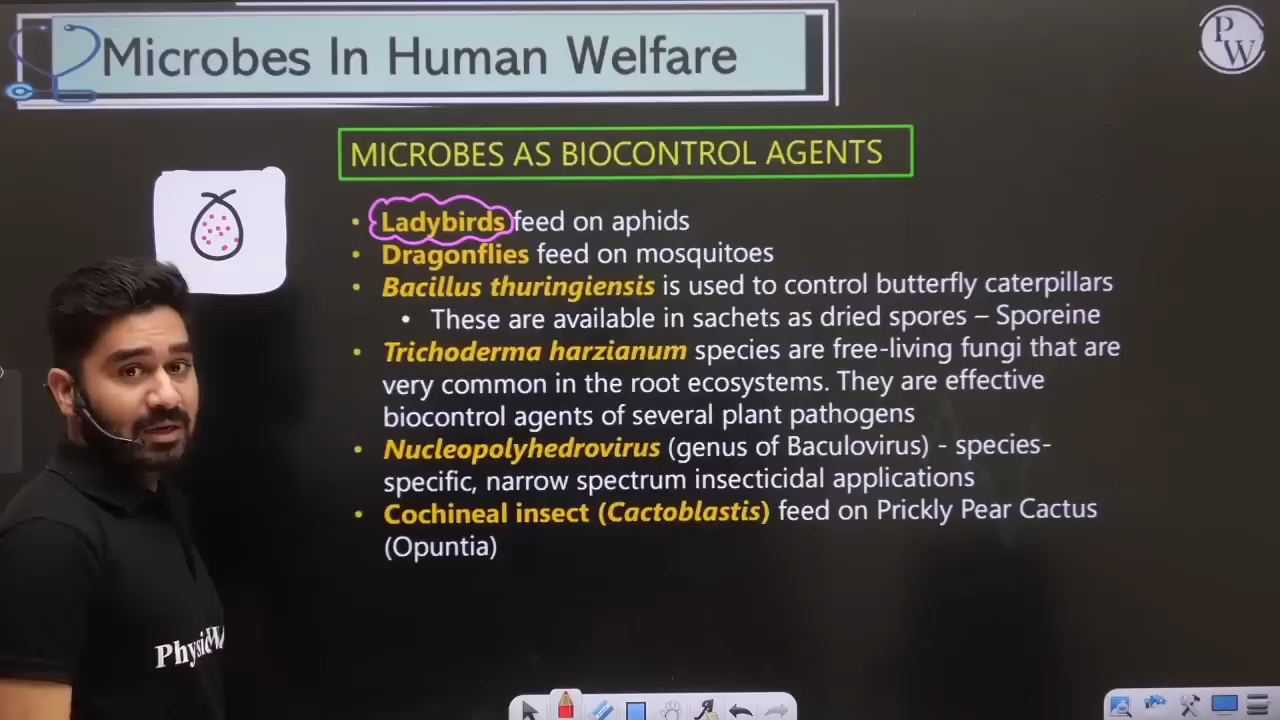 Microbes In Human Welfare
P
W
MICROBES AS BIOCONTROL AGENTS
• Ladybirds feed on aphids
• Dragonflies feed on mosquitoes
• Bacillus thuringiensis is used to control butterfly caterpillars
• These are available in sachets as dried spores – Sporeine
• Trichoderma harzianum species are free-living fungi that are
very common in the root ecosystems. They are effective
biocontrol agents of several plant pathogens
• Nucleopolyhedrovirus (genus of Baculovirus) - species-
specific, narrow spectrum insecticidal applications
• Cochineal insect (Cactoblastis) feed on Prickly Pear Cactus
(Opuntia)